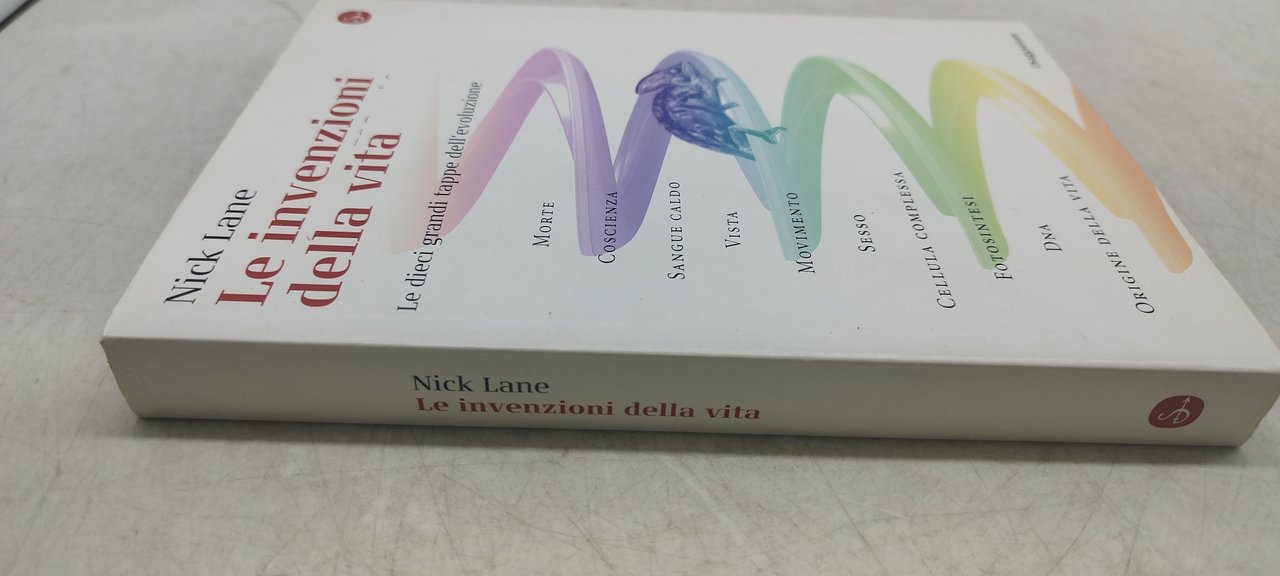 Nick Lane
Le invenzioni
della vita
Le dieci grandi tappe dell'evoluzione
MORTE
COSCIENZA
SANGUE CALDO
VISTA
MOVIMENTO
SESSO
CELLULA COMPLESSA
FOTOSINTESI
DNA
ORIGINE DELLA VITA
ilSaggiatore
Nick Lane
Le invenzioni della vita